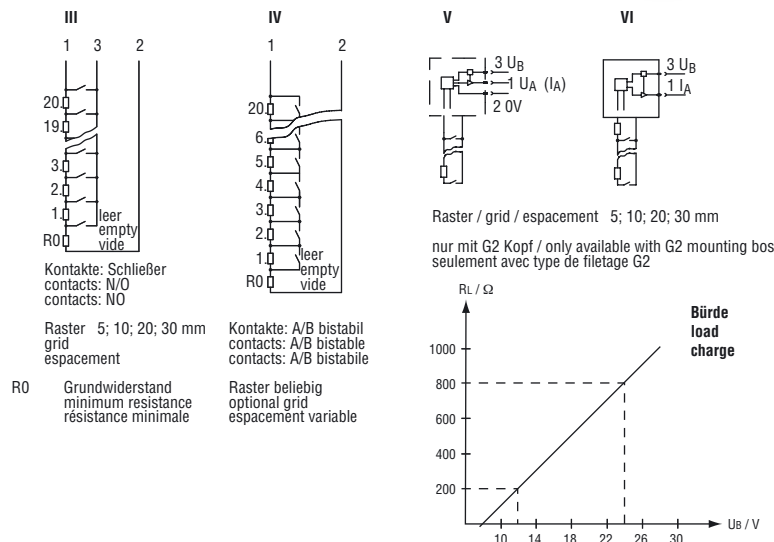 III
1 3 2
20.
19.
3.
2.
1.
R0
leer
empty
vide
Kontakte: Schließer
contacts: N/O
contacts: NO
Raster 5; 10; 20; 30 mm
grid
espacement
R0 Grundwiderstand
minimum resistance
résistance minimale
IV
1 2
20.
6.
5.
4.
3.
2.
1.
R0
leer
empty
vide
Kontakte: A/B bistabil
contacts: A/B bistable
contacts: A/B bistabile
Raster beliebig
optional grid
espacement variable
V
3 UB
1 UA (IA)
2 0V
VI
3 UB
1 IA
Raster / grid / espacement 5; 10; 20; 30 mm
nur mit G2 Kopf / only available with G2 mounting bos
seulement avec type de filetage G2
RL / Ω
Bürde
load
charge
1000
800
600
400
200
UB / V
10 14 18 22 26 30